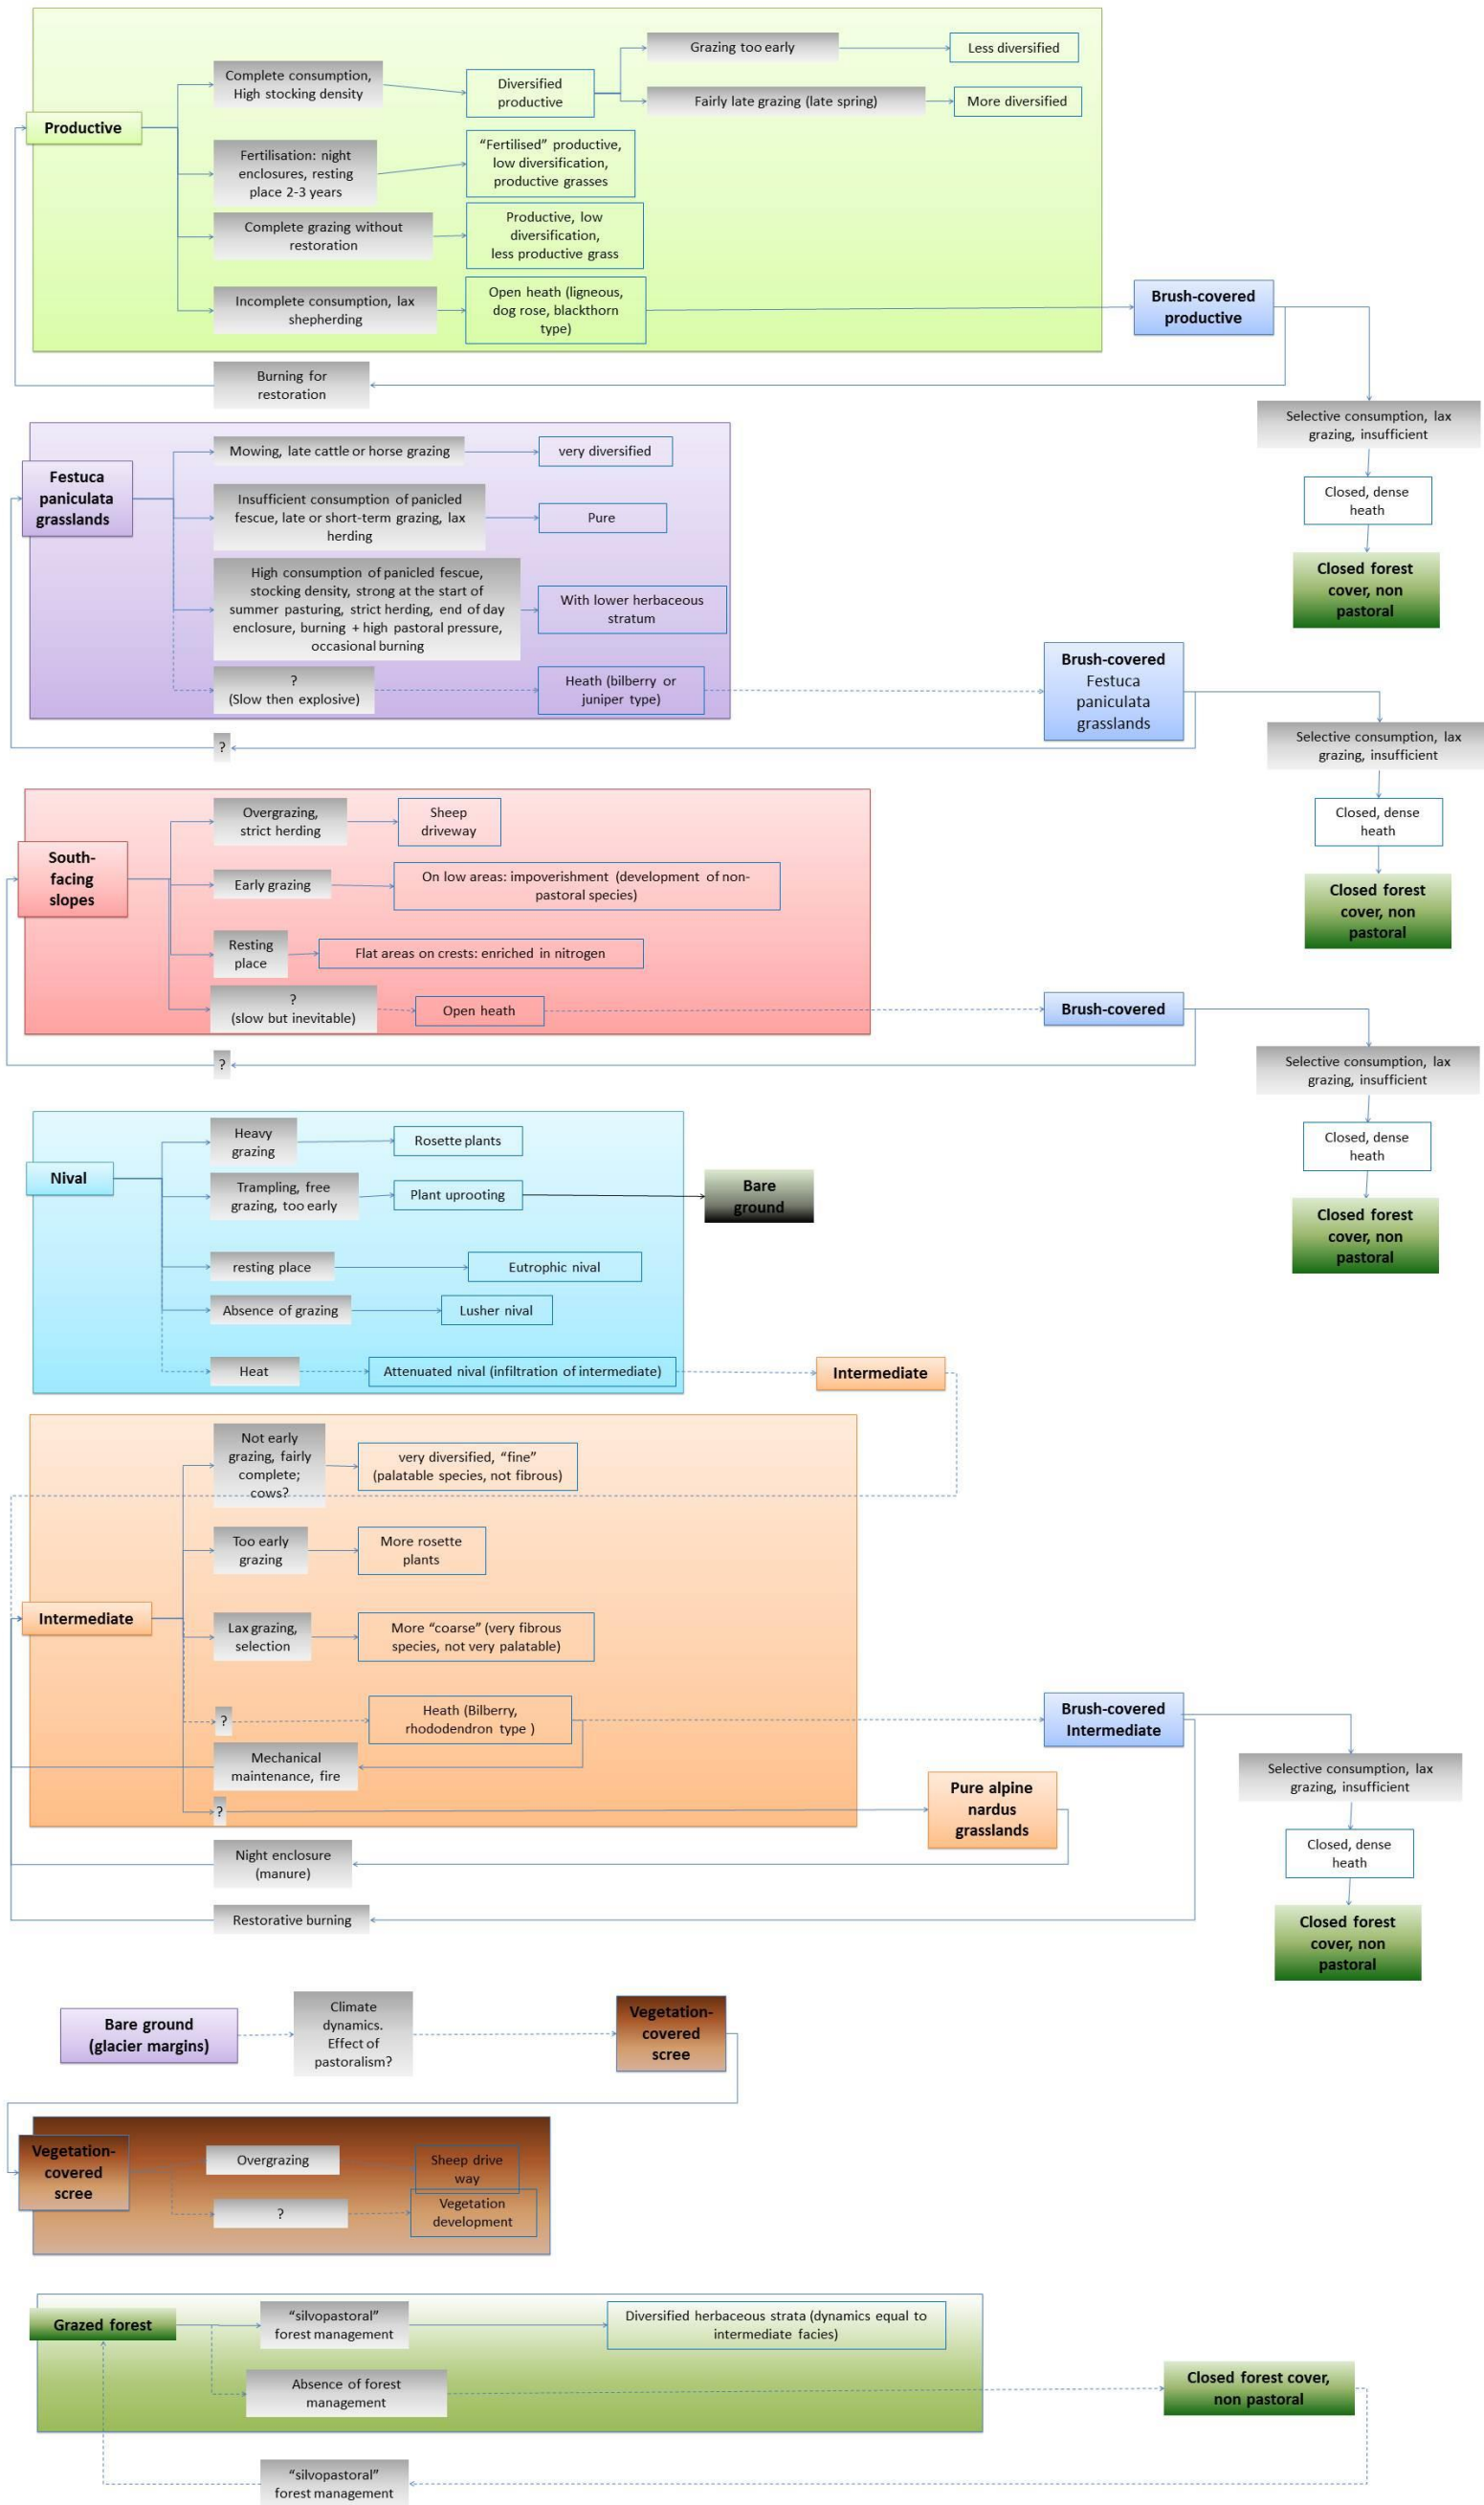 Productive
Complete consumption,
High stocking density
Diversified
productive
Grazing too early
Less diversified
Fairly late grazing (late spring)
More diversified
Fertilisation: night
enclosures, resting
place 2-3 years
“Fertilised” productive,
low diversification,
productive grasses
Complete grazing without
restoration
Productive, low
diversification,
less productive grass
Incomplete consumption, lax
shepherding
Open heath (ligneous,
dog rose, blackthorn
type)
Brush-covered
productive
Burning for
restoration
Selective consumption, lax
grazing, insufficient
Closed, dense
heath
Closed forest
cover, non
pastoral
Festuca
paniculata
grasslands
Mowing, late cattle or horse grazing
very diversified
Insufficient consumption of panicled
fescue, late or short-term grazing, lax
herding
Pure
High consumption of panicled fescue,
stocking density, strong at the start of
summer pasturing, strict herding, end of day
enclosure, burning + high pastoral pressure,
occasional burning
With lower herbaceous
stratum
?
(Slow then explosive)
Heath (bilberry or
juniper type)
Brush-covered
Festuca
paniculata
grasslands
?
Selective consumption, lax
grazing, insufficient
Closed, dense
heath
Closed forest
cover, non
pastoral
South-
facing
slopes
Overgrazing,
strict herding
Sheep
driveway
Early grazing
On low areas: impoverishment (development of non-
pastoral species)
Resting
place
Flat areas on crests: enriched in nitrogen
?
(slow but inevitable)
Open heath
Brush-covered
?
Selective consumption, lax
grazing, insufficient
Closed, dense
heath
Closed forest
cover, non
pastoral
Nival
Heavy
grazing
Rosette plants
Trampling, free
grazing, too early
Plant uprooting
Bare
ground
resting place
Eutrophic nival
Absence of grazing
Lusher nival
Heat
Attenuated nival (infiltration of intermediate)
Intermediate
Intermediate
Not early
grazing, fairly
complete;
cows?
very diversified, “fine”
(palatable species, not fibrous)
Too early
grazing
More rosette
plants
Lax grazing,
selection
More “coarse” (very fibrous
species, not very palatable)
?
Heath (Bilberry,
rhododendron type )
Brush-covered
Intermediate
Mechanical
maintenance, fire
?
Pure alpine
nardus
grasslands
Night enclosure
(manure)
Restorative burning
Selective consumption, lax
grazing, insufficient
Closed, dense
heath
Closed forest
cover, non
pastoral
Bare ground
(glacier margins)
Climate
dynamics.
Effect of
pastoralism?
Vegetation-
covered
scree
Vegetation-
covered
scree
Overgrazing
Sheep drive
way
?
Vegetation
development
Grazed forest
“silvopastoral”
forest management
Diversified herbaceous strata (dynamics equal to
intermediate facies)
Absence of forest
management
Closed forest cover,
non pastoral
“silvopastoral”
forest management